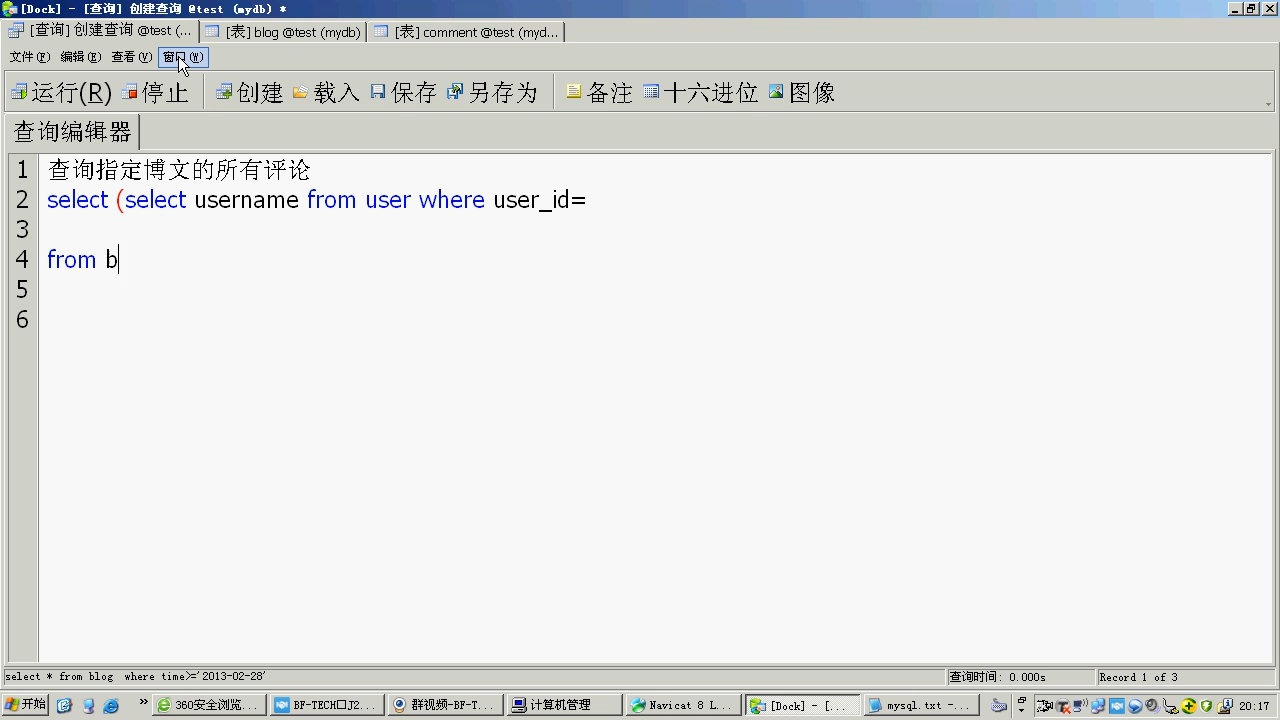 [Dock] - [查询] 创建查询 @test (mydb) *
[查询] 创建查询 @test (...
[表] blog @test (mydb)
[表] comment @test (myd...
文件(F) 编辑(E) 查看(V) 窗口(W)
运行(R) 停止 创建 载入 保存 另存为 备注 十六进位 图像
查询编辑器
1 查询指定博文的所有评论
2 select (select username from user where user_id=
3
4 from b
5
6
select * from blog where time>='2013-02-28'
查询时间: 0.000s
Record 1 of 3
开始
360安全浏览...
BF-TECH口J2...
群视频-BF-T...
计算机管理
Navicat 8 L...
[Dock] - [...
mysql.txt -...
20:17